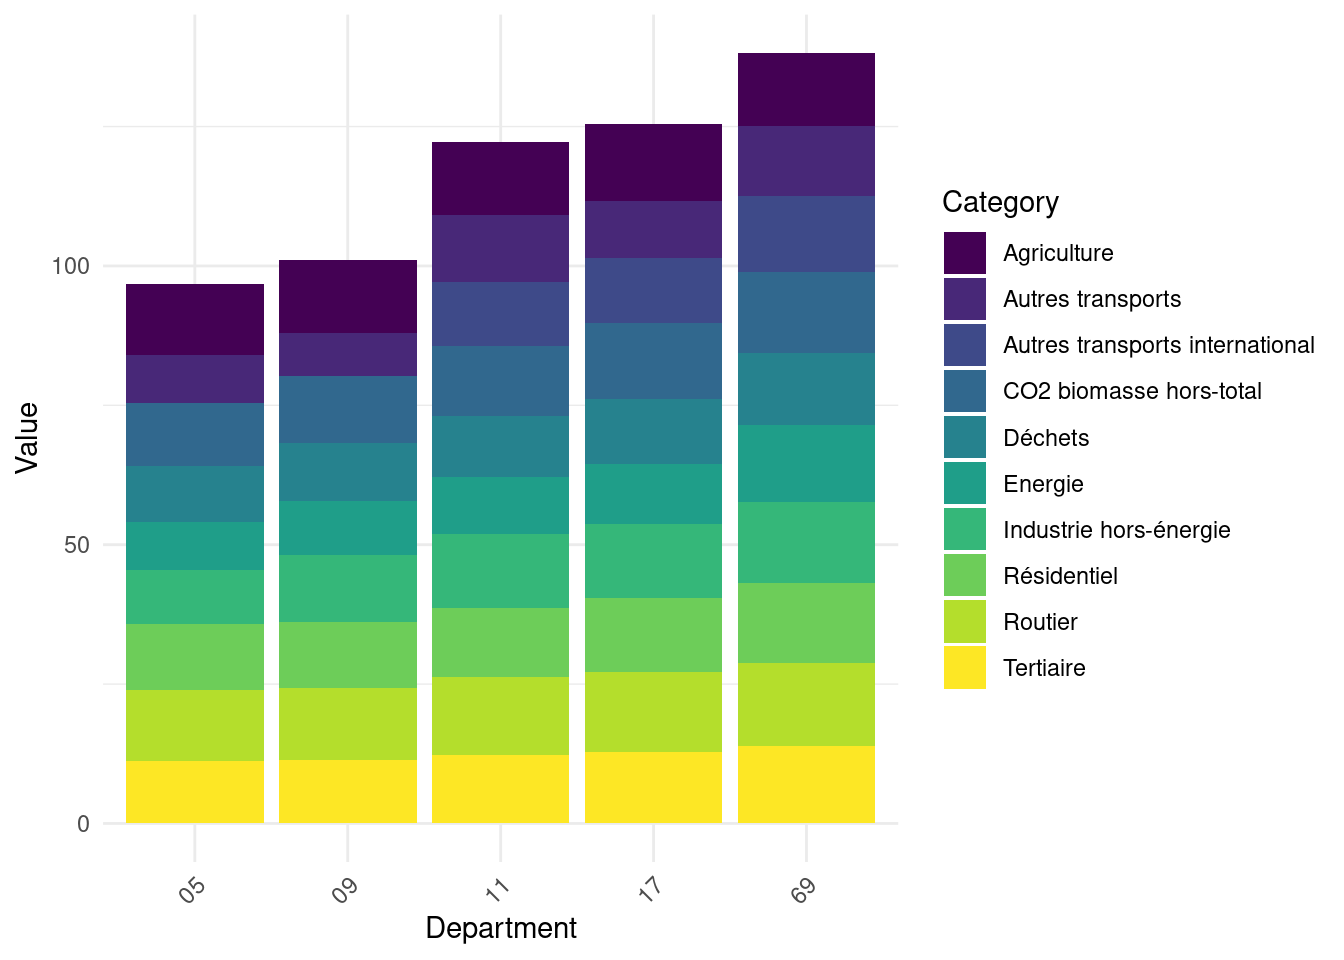 Value
100
50
0
05
09
11
17
69
Department
Category
Agriculture
Autres transports
Autres transports international
CO2 biomasse hors-total
Déchets
Energie
Industrie hors-énergie
Résidentiel
Routier
Tertiaire